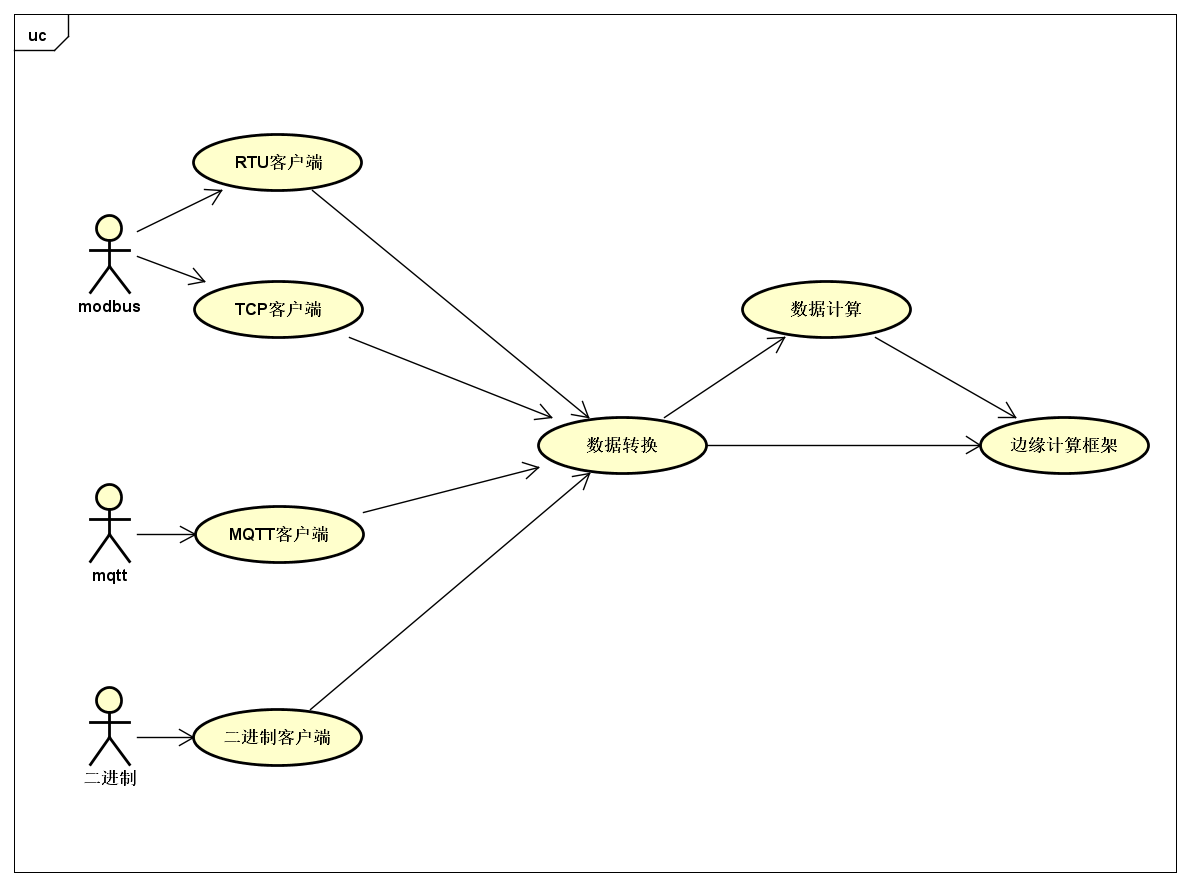 uc
RTU客户端
modbus
TCP客户端
数据计算
数据转换
边缘计算框架
MQTT客户端
mqtt
二进制客户端
二进制